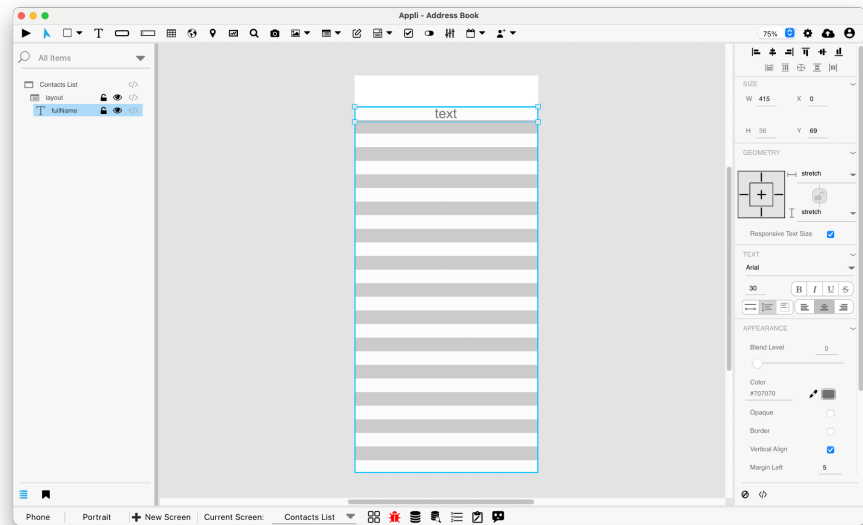 Appli - Address Book
75%
All Items
Contacts List
layout
fullName
text
SIZE
W 415 X 0
H 36 Y 69
GEOMETRY
stretch
stretch
Responsive Text Size
TEXT
Arial
30 B I U S
APPEARANCE
Blend Level 0
Color
#707070
Opaque
Border
Vertical Align
Margin Left 5
Phone Portrait New Screen Current Screen: Contacts List